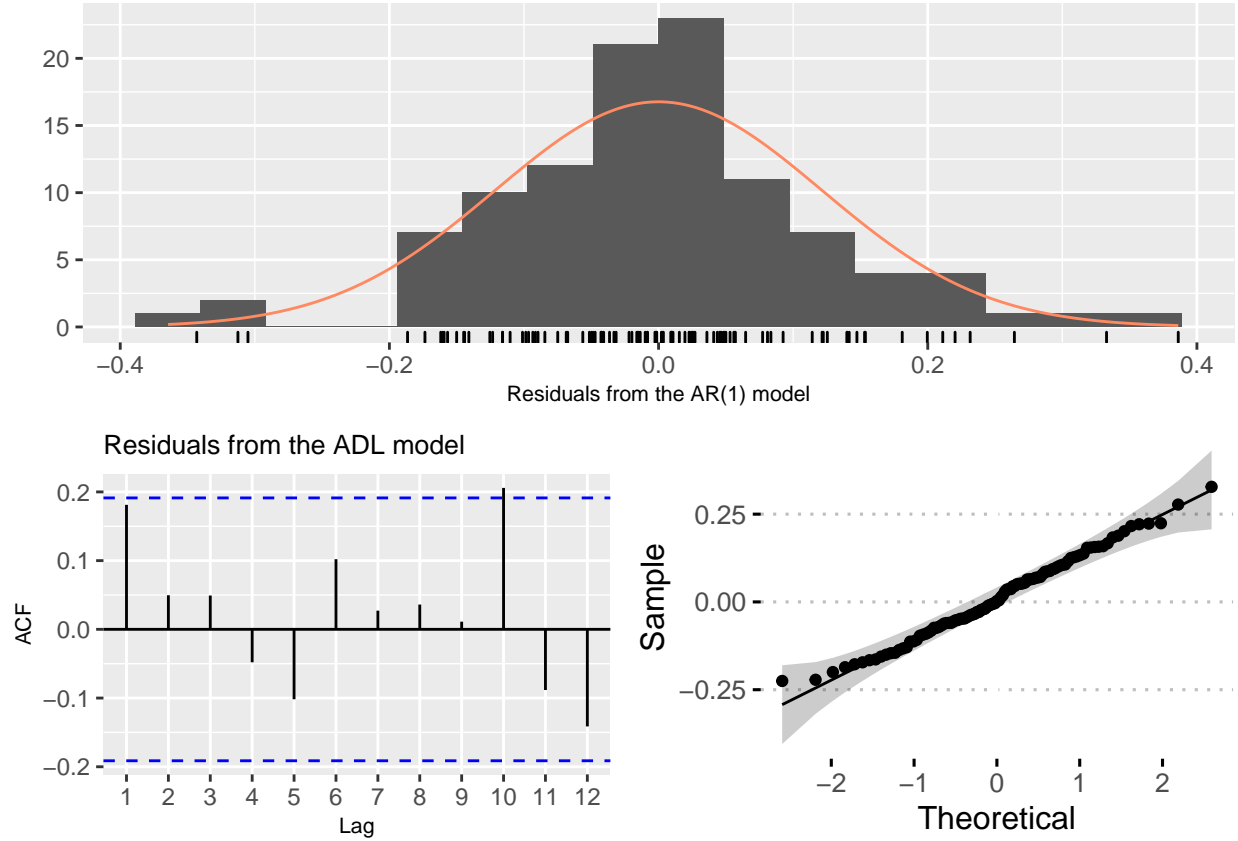 20
15
10
5
0
−0.4 −0.2 0.0 0.2 0.4
Residuals from the AR(1) model
Residuals from the ADL model
ACF
0.2
0.1
0.0
−0.1
−0.2
1 2 3 4 5 6 7 8 9 10 11 12
Lag
Sample
0.25
0.00
−0.25
−2 −1 0 1 2
Theoretical